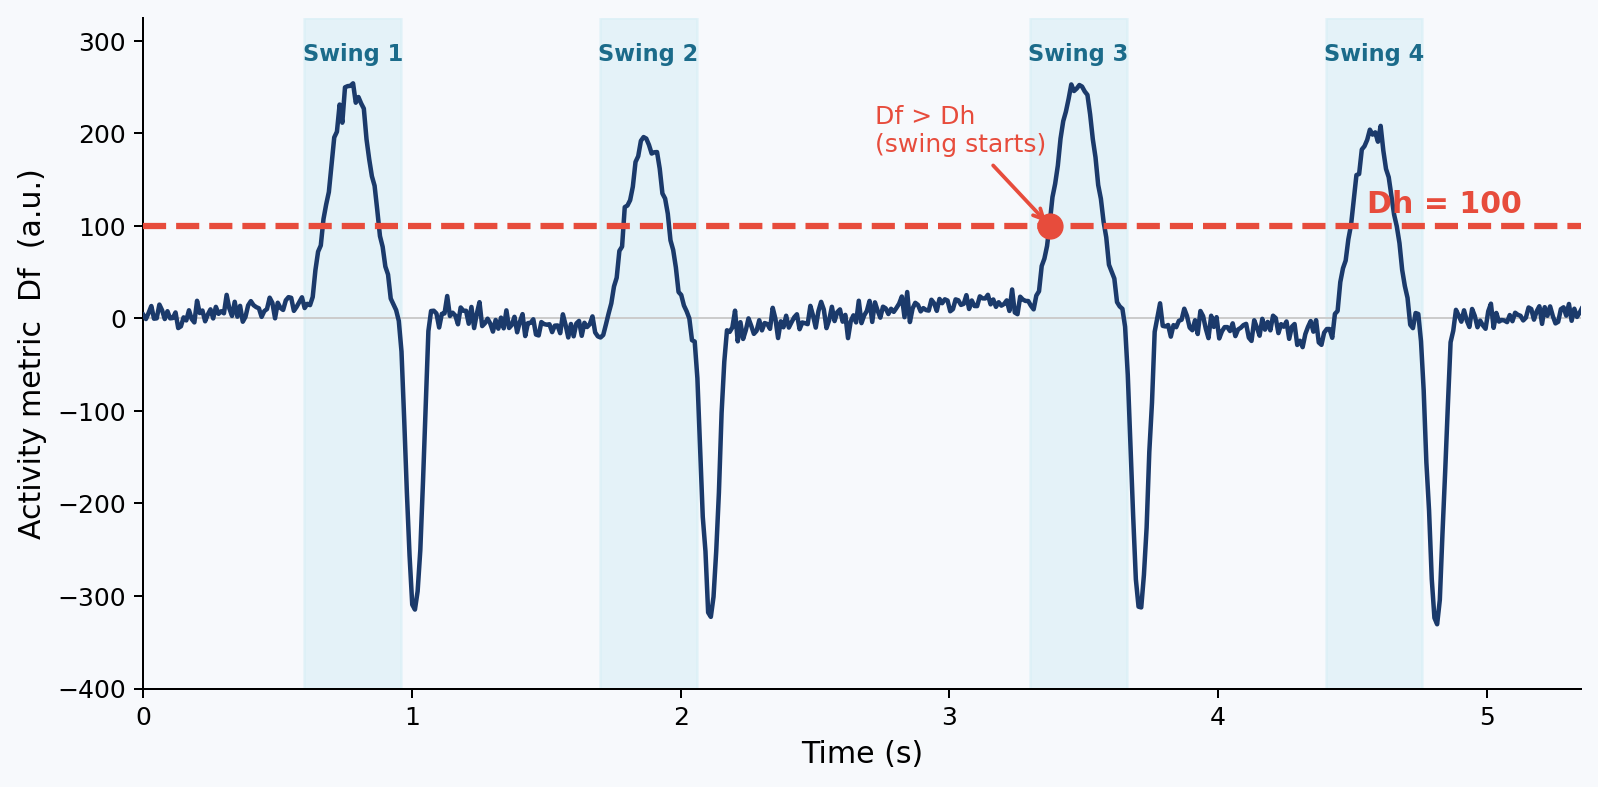 Swing 1
Swing 2
Swing 3
Swing 4
Df > Dh
(swing starts)
Dh = 100
Activity metric  Df  (a.u.)
300
200
100
0
−100
−200
−300
−400
0
1
2
3
4
5
Time (s)